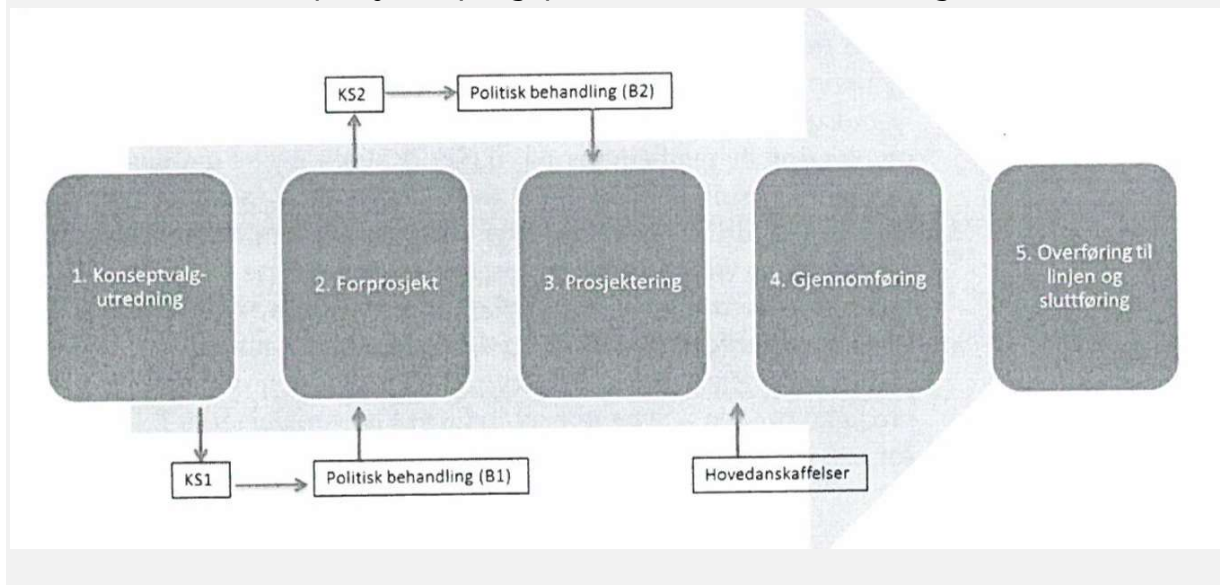 KS2
Politisk behandling (B2)
1. Konseptvalg-
utredning
2. Forprosjekt
3. Prosjektering
4. Gjennomføring
5. Overføring til
linjen og
sluttføring
KS1
Politisk behandling (B1)
Hovedanskaffelser